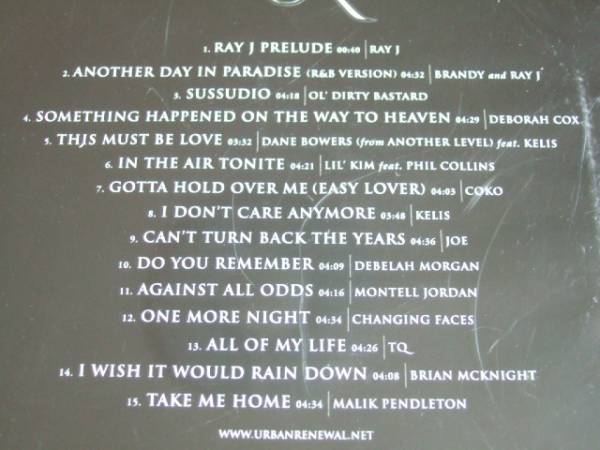 1. RAY J PRELUDE 00:40 | RAY J
2. ANOTHER DAY IN PARADISE (R&B VERSION) 04:32 | BRANDY and RAY J
3. SUSSUDIO 04:18 | OL' DIRTY BASTARD
4. SOMETHING HAPPENED ON THE WAY TO HEAVEN 04:29 | DEBORAH COX
5. THIS MUST BE LOVE 03:32 | DANE BOWERS (from ANOTHER LEVEL) feat. KELIS
6. IN THE AIR TONITE 04:21 | LIL' KIM feat. PHIL COLLINS
7. GOTTA HOLD OVER ME (EASY LOVER) 04:03 | COKO
8. I DON'T CARE ANYMORE 03:48 | KELIS
9. CAN'T TURN BACK THE YEARS 04:36 | JOE
10. DO YOU REMEMBER 04:09 | DEBELAH MORGAN
11. AGAINST ALL ODDS 04:16 | MONTELL JORDAN
12. ONE MORE NIGHT 04:34 | CHANGING FACES
13. ALL OF MY LIFE 04:26 | TQ
14. I WISH IT WOULD RAIN DOWN 04:08 | BRIAN MCKNIGHT
15. TAKE ME HOME 04:34 | MALIK PENDLETON
WWW.URBANRENEWAL.NET